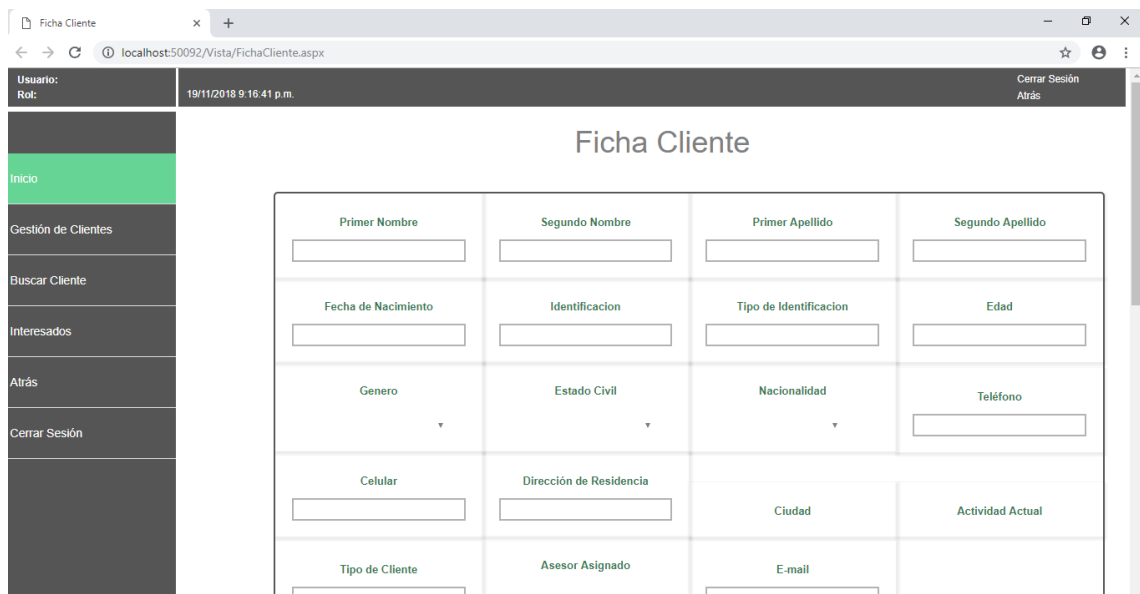 Ficha Cliente
localhost:50092/Vista/FichaCliente.aspx
Usuario:
Rol:
19/11/2018 9:16:41 p.m.
Cerrar Sesión
Atrás
Inicio
Gestión de Clientes
Buscar Cliente
Interesados
Atrás
Cerrar Sesión
Ficha Cliente
Primer Nombre Segundo Nombre Primer Apellido Segundo Apellido
Fecha de Nacimiento Identificacion Tipo de Identificacion Edad
Genero Estado Civil Nacionalidad Teléfono
Celular Dirección de Residencia Ciudad Actividad Actual
Tipo de Cliente Asesor Asignado E-mail